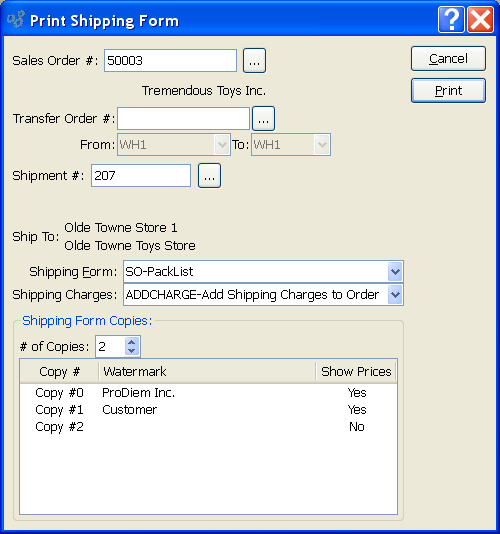 Print Shipping Form
Sales Order #: 50003 ... Cancel
Tremendous Toys Inc. Print
Transfer Order #: ...
From: WH1 To: WH1
Shipment #: 207 ...
Ship To: Olde Towne Store 1
Olde Towne Toys Store
Shipping Form: SO-PackList
Shipping Charges: ADDCHARGE-Add Shipping Charges to Order
Shipping Form Copies:
# of Copies: 2
Copy # Watermark Show Prices
Copy #0 ProDiem Inc. Yes
Copy #1 Customer Yes
Copy #2 No